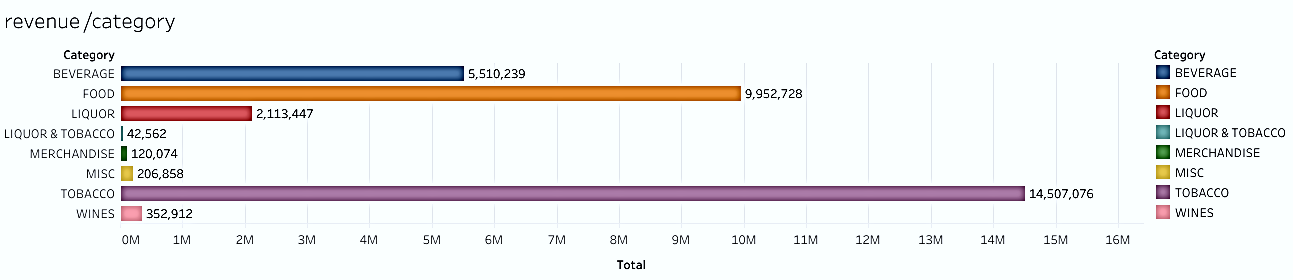 revenue/category
Category
BEVERAGE 5,510,239
FOOD 9,952,728
LIQUOR 2,113,447
LIQUOR & TOBACCO 42,562
MERCHANDISE 120,074
MISC 206,858
TOBACCO 14,507,076
WINES 352,912
0M 1M 2M 3M 4M 5M 6M 7M 8M 9M 10M 11M 12M 13M 14M 15M 16M
Total
Category
BEVERAGE
FOOD
LIQUOR
LIQUOR & TOBACCO
MERCHANDISE
MISC
TOBACCO
WINES